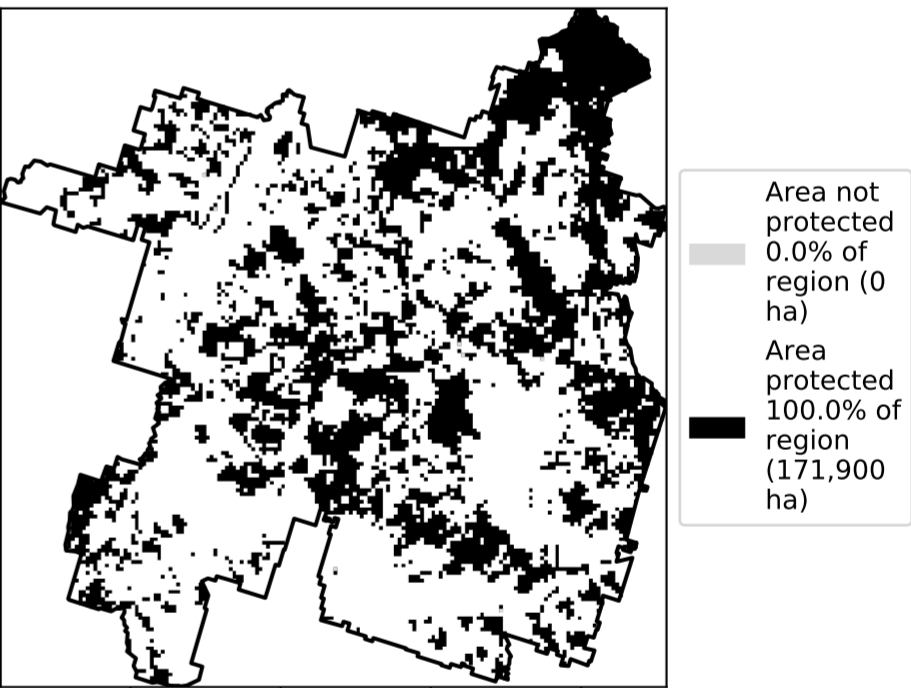 Area not
protected
0.0% of
region (0
ha)
Area
protected
100.0% of
region
(171,900
ha)